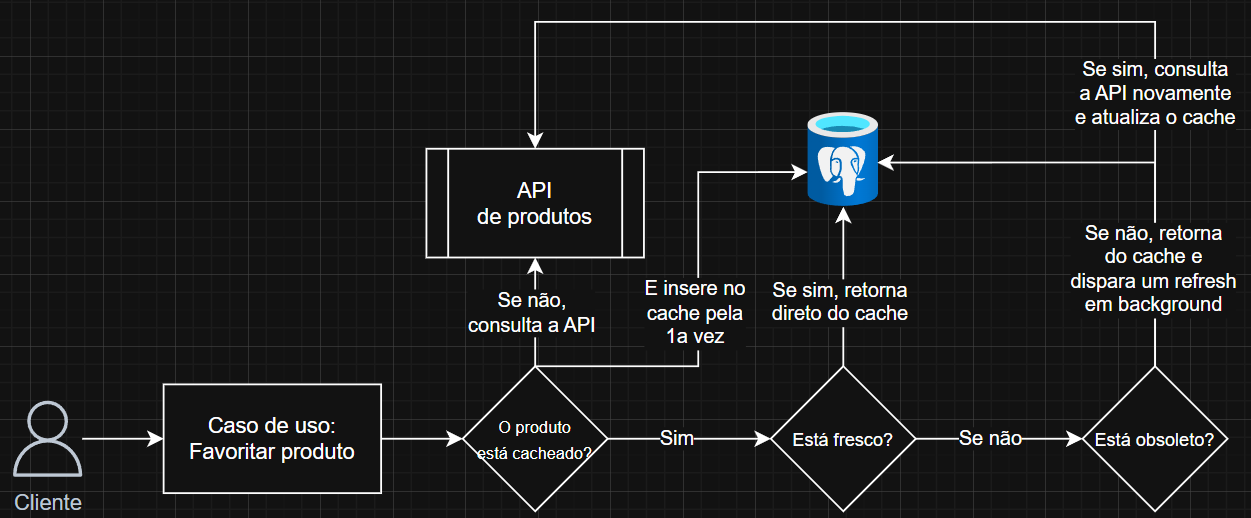 Se sim, consulta
a API novamente
e atualiza o cache
API
de produtos
Se não, retorna
do cache e
dispara um refresh
em background
Se não,
consulta a API
E insere no
cache pela
1a vez
Se sim, retorna
direto do cache
Cliente
Caso de uso:
Favoritar produto
O produto
está cacheado?
Sim
Está fresco?
Se não
Está obsoleto?